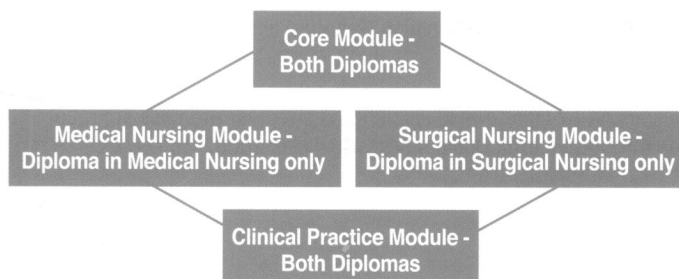 Core Module -
Both Diplomas
Medical Nursing Module -
Diploma in Medical Nursing only
Surgical Nursing Module -
Diploma in Surgical Nursing only
Clinical Practice Module -
Both Diplomas